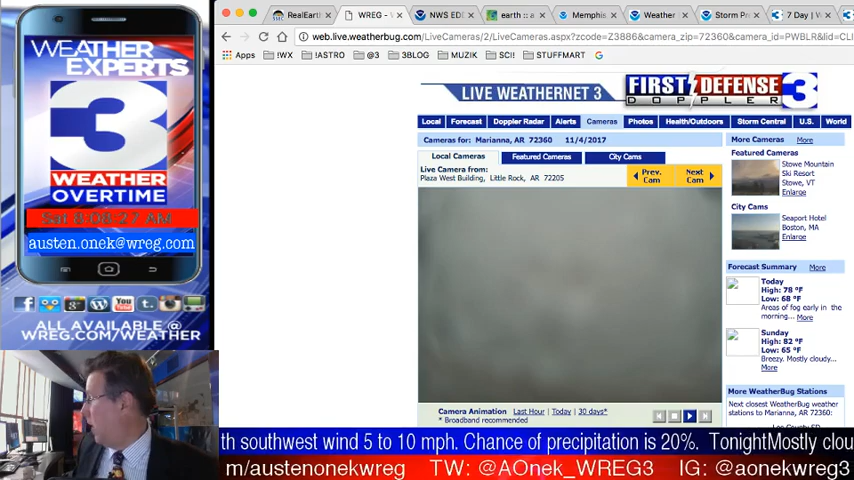 WEATHER
EXPERTS
3
WEATHER
OVERTIME
Sat 8:08:27 AM
austen.onek@wreg.com
ALL AVAILABLE @
WREG.COM/WEATHER
RealEart
WREG -
NWS ED
earth :: a
Memphis
Weather
Storm Pr
7 Day | W
web.live.weatherbug.com/LiveCameras/2/LiveCameras.aspx?zcode=Z3886&camera_zip=72360&camera_id=PWBLR&lid=CLI
Apps
!WX
!ASTRO
@3
3BLOG
MUZIK
SCI!
STUFFMART
LIVE WEATHERNET 3
FIRST DEFENSE
DOPPLER
3
Local Forecast Doppler Radar Alerts Cameras Photos Health/Outdoors Storm Central U.S. World
Cameras for: Marianna, AR 72360 11/4/2017
Local Cameras Featured Cameras City Cams
Live Camera from:
Plaza West Building, Little Rock, AR 72205
Prev. Cam
Next Cam
More Cameras More
Featured Cameras
Stowe Mountain
Ski Resort
Stowe, VT
Enlarge
City Cams
Seaport Hotel
Boston, MA
Enlarge
Forecast Summary More
Today
High: 78 °F
Low: 68 °F
Areas of fog early in the
morning... More
Sunday
High: 82 °F
Low: 65 °F
Breezy. Mostly cloudy...
More
More WeatherBug Stations
Next closest WeatherBug weather
stations to Marianna, AR 72360:
Camera Animation Last Hour | Today | 30 days*
* Broadband recommended
th southwest wind 5 to 10 mph. Chance of precipitation is 20%. TonightMostly clou
m/austenonekwreg TW: @AOnek_WREG3 IG: @aonekwreg3